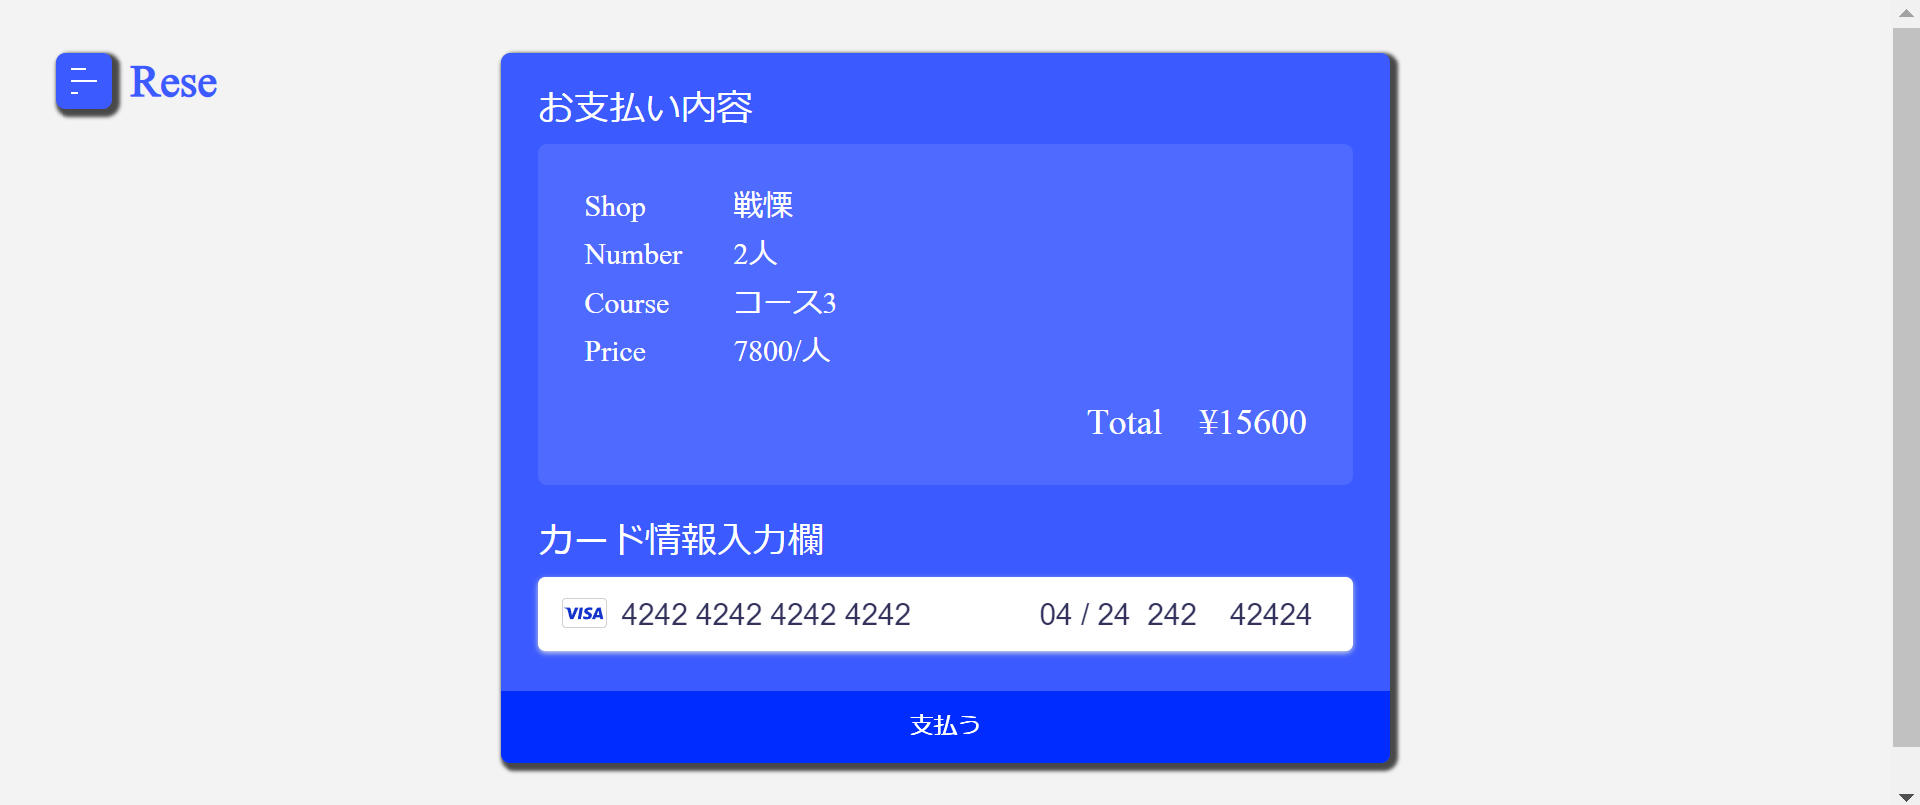 Rese
お支払い内容
Shop 戦慄
Number 2人
Course コース3
Price 7800/人
Total ¥15600
カード情報入力欄
VISA 4242 4242 4242 4242 04 / 24 242 42424
支払う